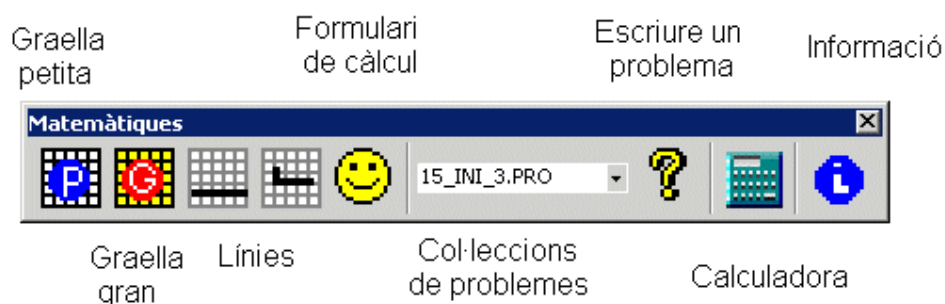 Graella
petita
Formulari
de càlcul
Escriure un
problema
Informació
Matemàtiques
P
G
15_INI_3.PRO
?
i
Graella
gran
Línies
Col·leccions
de problemes
Calculadora